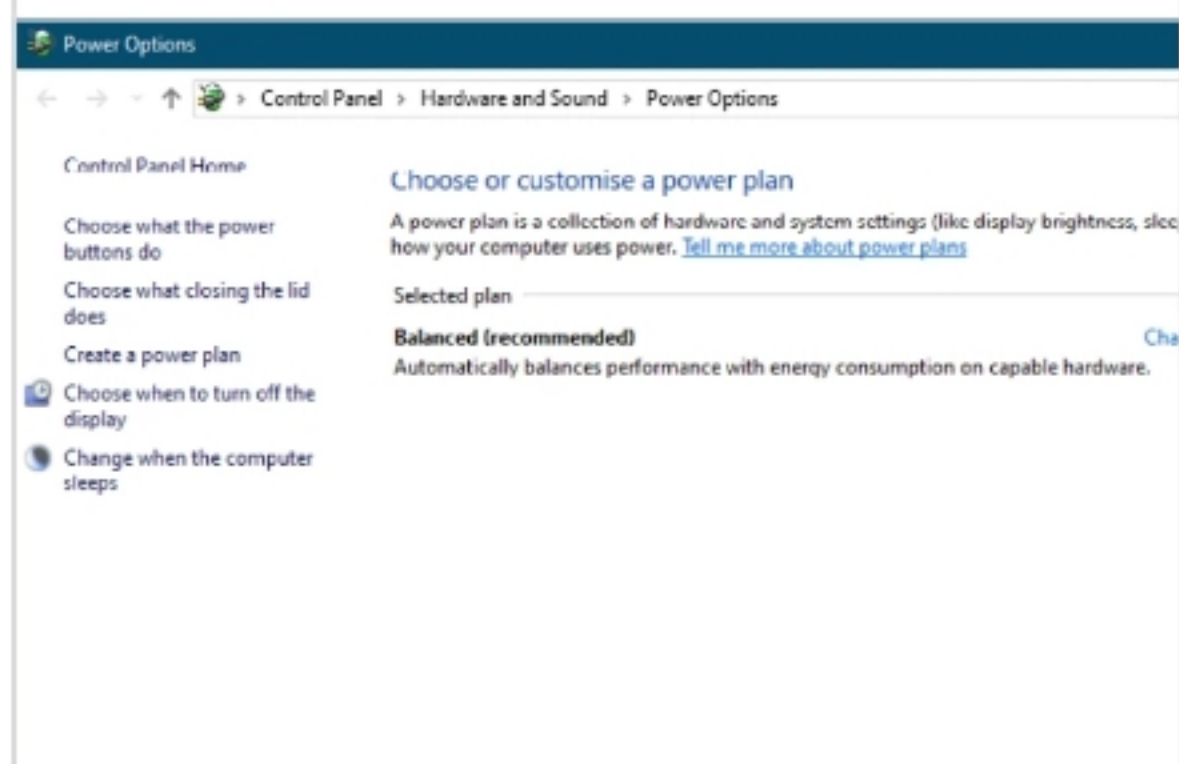 Power Options
Control Panel > Hardware and Sound > Power Options
Control Panel Home
Choose what the power
buttons do
Choose what closing the lid
does
Create a power plan
Choose when to turn off the
display
Change when the computer
sleeps
Choose or customise a power plan
A power plan is a collection of hardware and system settings (like display brightness, slee
how your computer uses power. Tell me more about power plans
Selected plan
Balanced (recommended)
Cha
Automatically balances performance with energy consumption on capable hardware.